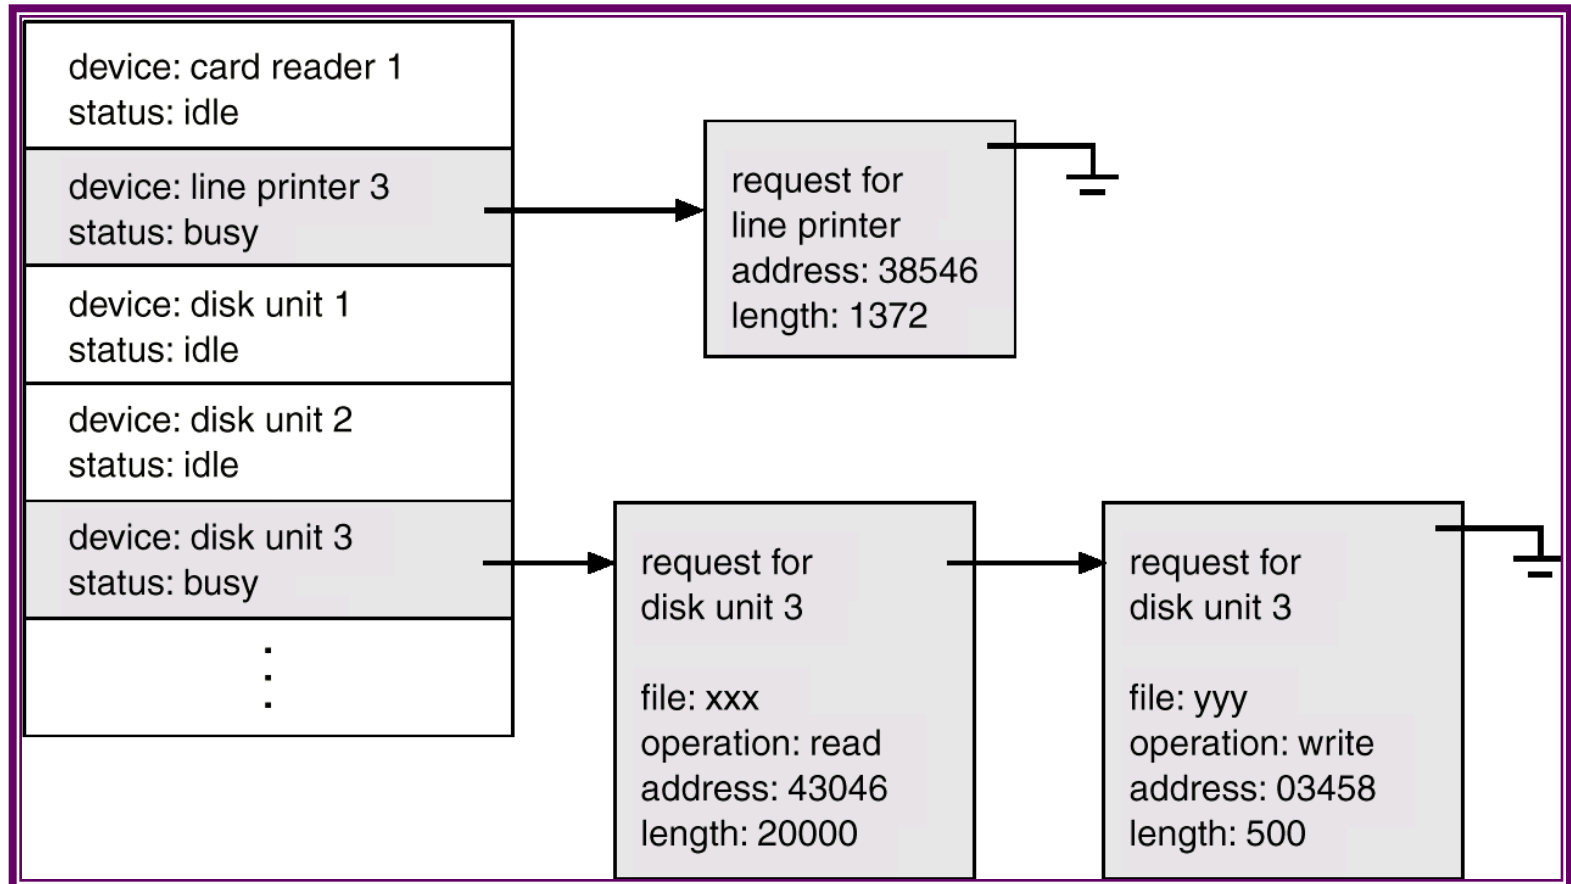 device: card reader 1
status: idle
device: line printer 3
status: busy
device: disk unit 1
status: idle
device: disk unit 2
status: idle
device: disk unit 3
status: busy
request for
line printer
address: 38546
length: 1372
request for
disk unit 3
file: xxx
operation: read
address: 43046
length: 20000
request for
disk unit 3
file: yyy
operation: write
address: 03458
length: 500